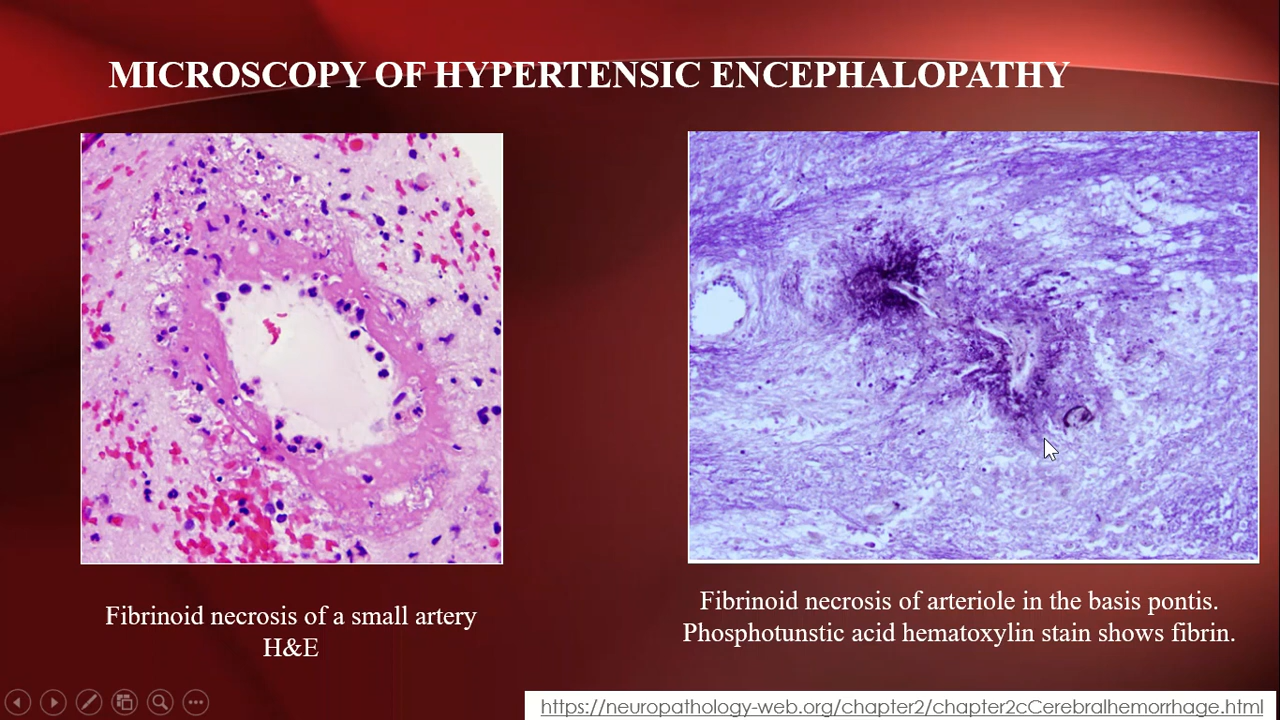 MICROSCOPY OF HYPERTENSIC ENCEPHALOPATHY
Fibrinoid necrosis of a small artery
H&E
Fibrinoid necrosis of arteriole in the basis pontis.
Phosphotunstic acid hematoxylin stain shows fibrin.
https://neuropathology-web.org/chapter2/chapter2cCerebralhemorrhage.html